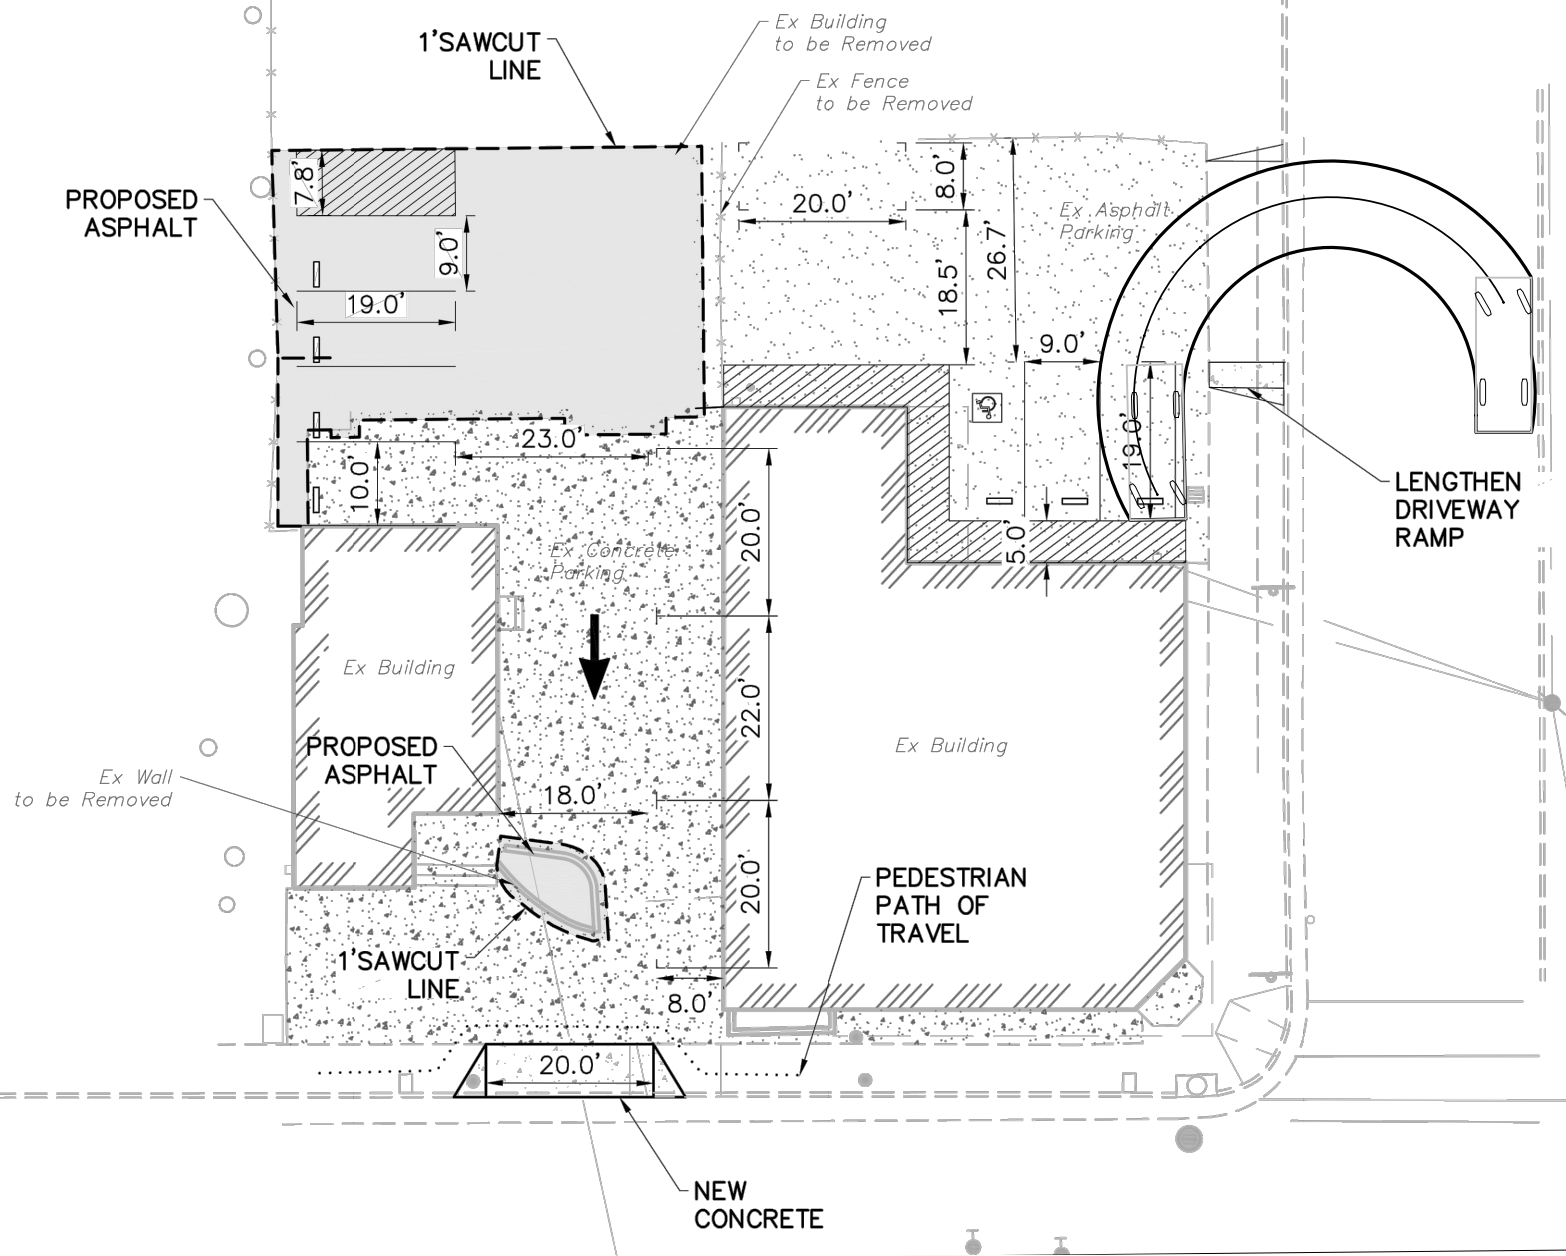 Ex Building
to be Removed
1'SAWCUT
LINE
Ex Fence
to be Removed
PROPOSED
ASPHALT
7.8'
9.0'
19.0'
20.0'
8.0'
18.5'
26.7'
Ex Asphalt
Parking
9.0'
19.0'
5.0'
LENGTHEN
DRIVEWAY
RAMP
23.0'
10.0'
20.0'
Ex Concrete
Parking
Ex Building
22.0'
Ex Building
PROPOSED
ASPHALT
Ex Wall
to be Removed
18.0'
20.0'
PEDESTRIAN
PATH OF
TRAVEL
1'SAWCUT
LINE
8.0'
20.0'
NEW
CONCRETE